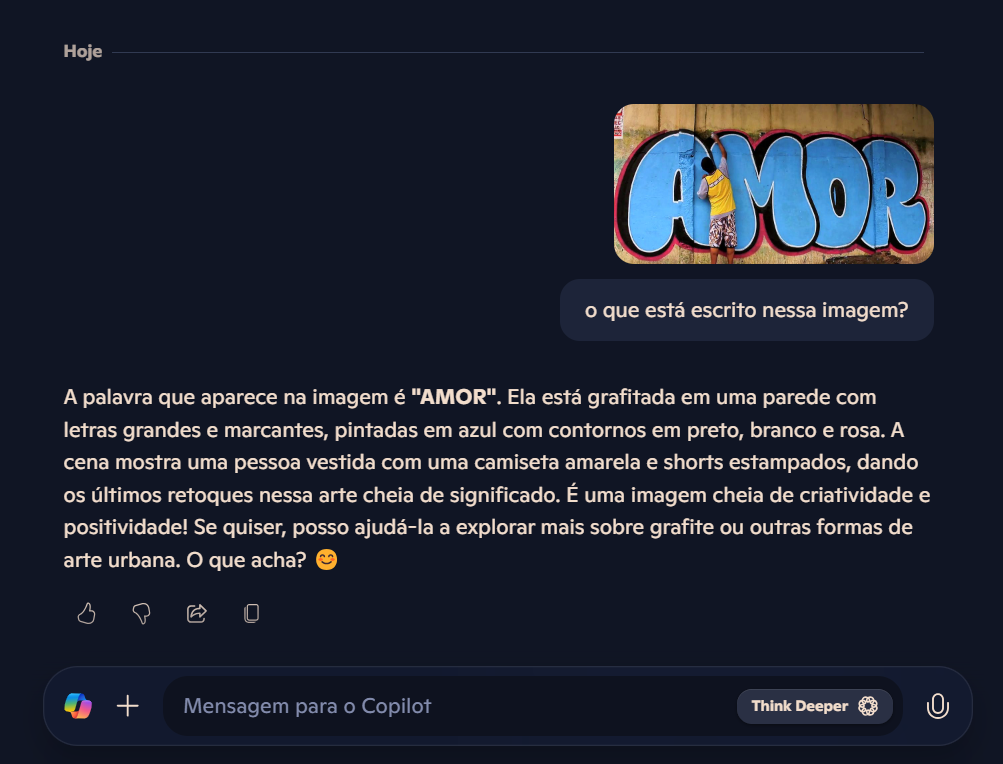 Hoje
AMOR
o que está escrito nessa imagem?
A palavra que aparece na imagem é "AMOR". Ela está grafitada em uma parede com
letras grandes e marcantes, pintadas em azul com contornos em preto, branco e rosa. A
cena mostra uma pessoa vestida com uma camiseta amarela e shorts estampados, dando
os últimos retoques nessa arte cheia de significado. É uma imagem cheia de criatividade e
positividade! Se quiser, posso ajudá-la a explorar mais sobre grafite ou outras formas de
arte urbana. O que acha? 😊
Mensagem para o Copilot
Think Deeper